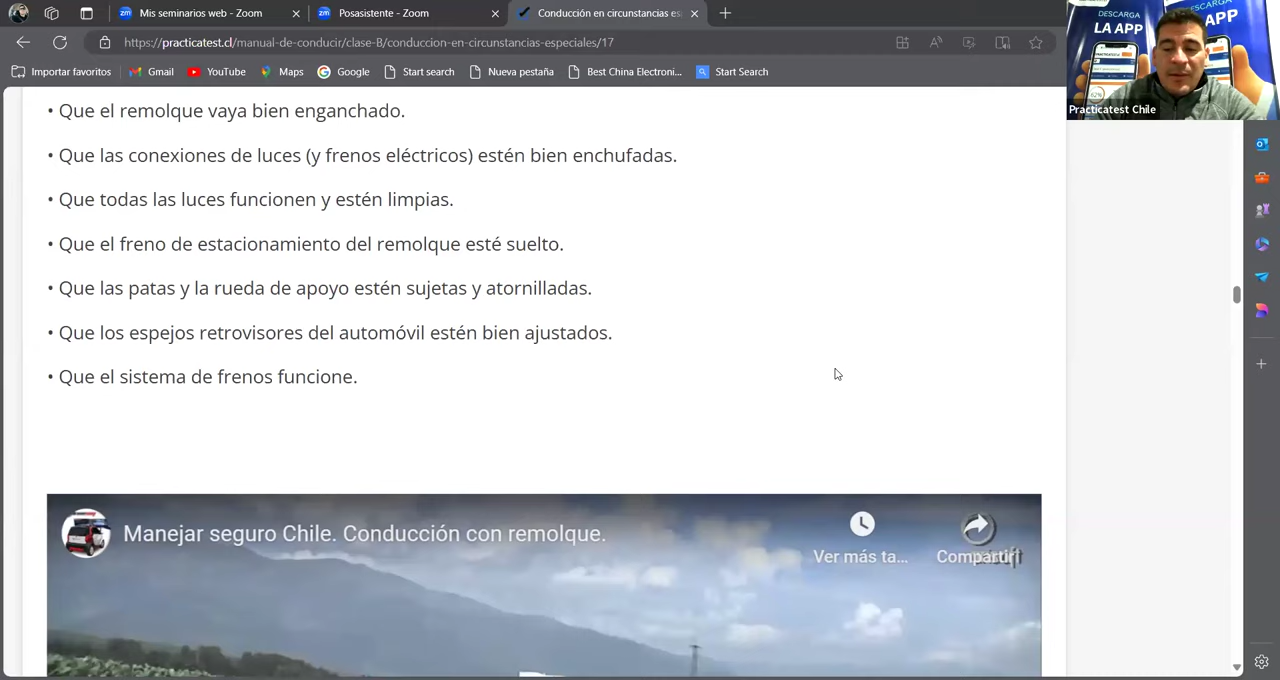 Mis seminarios web - Zoom
Posasistente - Zoom
Conducción en circunstancias es
https://practicatest.cl/manual-de-conducir/clase-B/conduccion-en-circunstancias-especiales/17
Importar favoritos
Gmail
YouTube
Maps
Google
Start search
Nueva pestaña
Best China Electroni...
Start Search
DESCARGA
LA APP
DESCARGA
APP
62%
Practicatest Chile
• Que el remolque vaya bien enganchado.
• Que las conexiones de luces (y frenos eléctricos) estén bien enchufadas.
• Que todas las luces funcionen y estén limpias.
• Que el freno de estacionamiento del remolque esté suelto.
• Que las patas y la rueda de apoyo estén sujetas y atornilladas.
• Que los espejos retrovisores del automóvil estén bien ajustados.
• Que el sistema de frenos funcione.
Manejar seguro Chile. Conducción con remolque.
Ver más ta...
Compartir